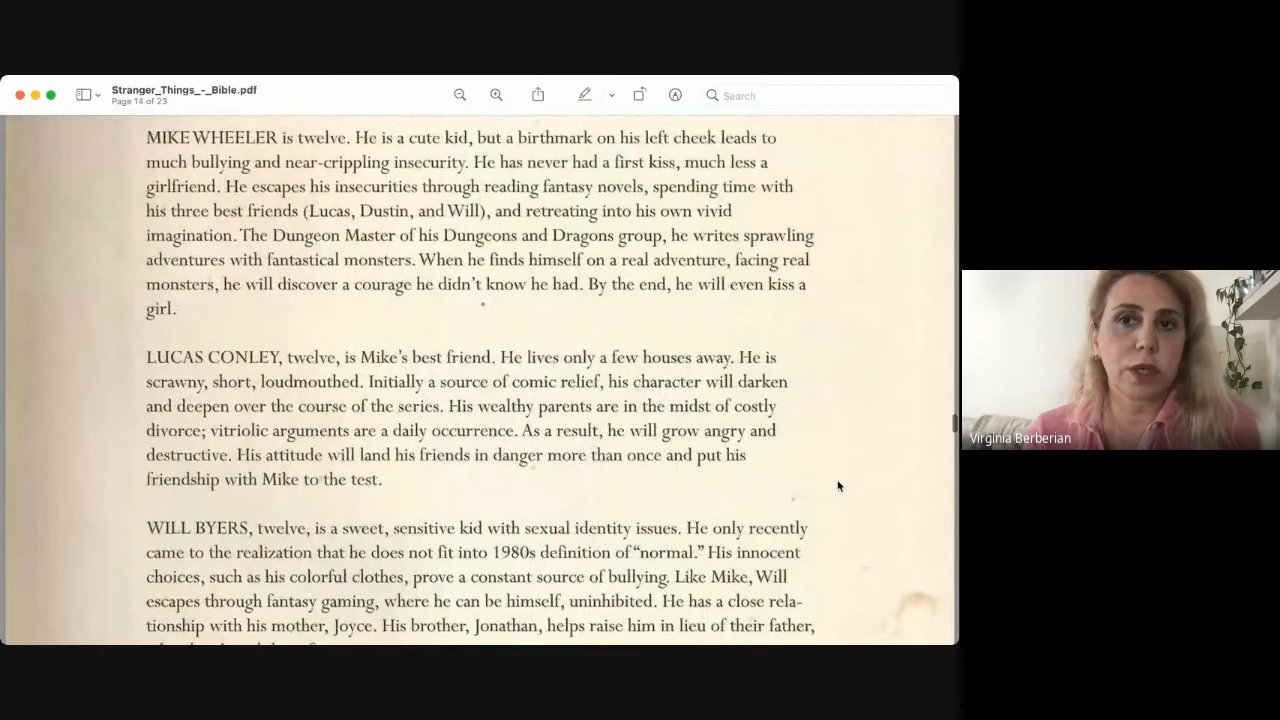 Stranger_Things_-_Bible.pdf
Page 14 of 23
Search
MIKE WHEELER is twelve. He is a cute kid, but a birthmark on his left cheek leads to
much bullying and near-crippling insecurity. He has never had a first kiss, much less a
girlfriend. He escapes his insecurities through reading fantasy novels, spending time with
his three best friends (Lucas, Dustin, and Will), and retreating into his own vivid
imagination. The Dungeon Master of his Dungeons and Dragons group, he writes sprawling
adventures with fantastical monsters. When he finds himself on a real adventure, facing real
monsters, he will discover a courage he didn't know he had. By the end, he will even kiss a
girl.
LUCAS CONLEY, twelve, is Mike's best friend. He lives only a few houses away. He is
scrawny, short, loudmouthed. Initially a source of comic relief, his character will darken
and deepen over the course of the series. His wealthy parents are in the midst of costly
divorce; vitriolic arguments are a daily occurrence. As a result, he will grow angry and
destructive. His attitude will land his friends in danger more than once and put his
friendship with Mike to the test.
WILL BYERS, twelve, is a sweet, sensitive kid with sexual identity issues. He only recently
came to the realization that he does not fit into 1980s definition of “normal.” His innocent
choices, such as his colorful clothes, prove a constant source of bullying. Like Mike, Will
escapes through fantasy gaming, where he can be himself, uninhibited. He has a close rela-
tionship with his mother, Joyce. His brother, Jonathan, helps raise him in lieu of their father,
Virginia Berberian